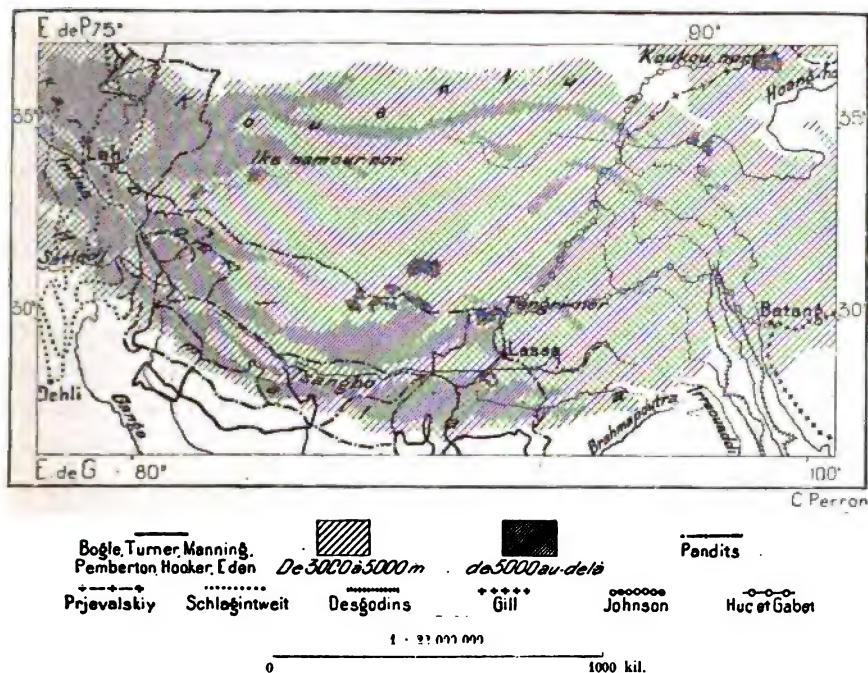 E de P 75° 90°
Koukou nor
Hoang-ho
35° 35°
K o u e n l u n
Leh Ike namour nor
Indus
Setledj
30° 30°
Tengri-nor
Batang
Lassa
Sangbo
Dehli
Gange
Brahmapoutra
Irraouaddi
E. de G 80° 100°
C Perron
Bogle, Turner, Manning,
Pemberton, Hooker, Eden De 3000 à 5000 m de 5000 au-delà Pandits
Prjevalskiy Schlagintweit Desgodins Gill Johnson Huc et Gabet
0 1000 kil.